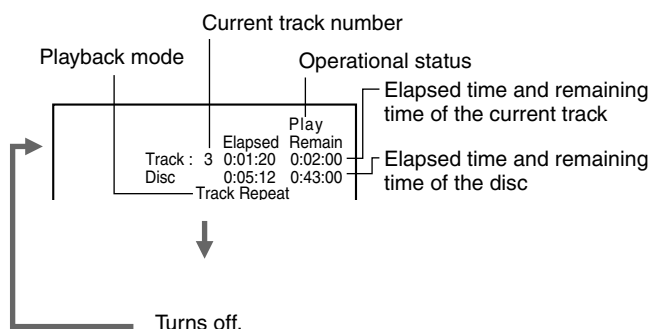 Current track number
Playback mode
Operational status
Elapsed time and remaining
time of the current track
Play
Elapsed Remain
Track : 3 0:01:20 0:02:00
Disc 0:05:12 0:43:00
Track Repeat
Elapsed time and remaining
time of the disc
Turns off.